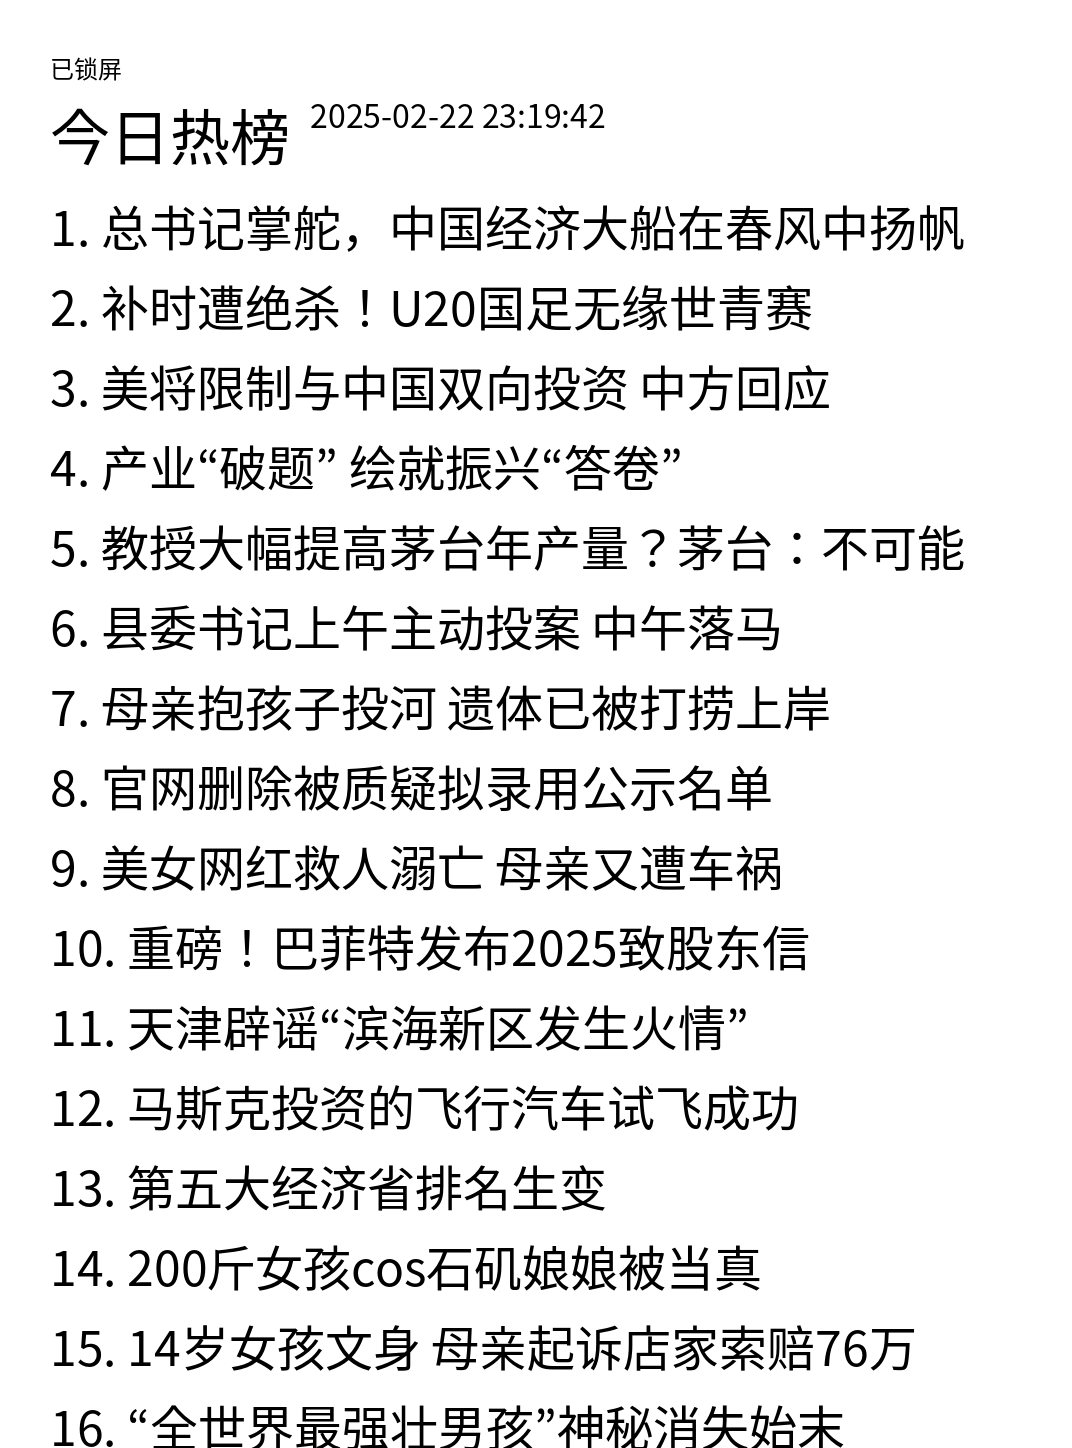 已锁屏
今日热榜 2025-02-22 23:19:42
1. 总书记掌舵，中国经济大船在春风中扬帆
2. 补时遭绝杀！U20国足无缘世青赛
3. 美将限制与中国双向投资 中方回应
4. 产业“破题” 绘就振兴“答卷”
5. 教授大幅提高茅台年产量？茅台：不可能
6. 县委书记上午主动投案 中午落马
7. 母亲抱孩子投河 遗体已被打捞上岸
8. 官网删除被质疑拟录用公示名单
9. 美女网红救人溺亡 母亲又遭车祸
10. 重磅！巴菲特发布2025致股东信
11. 天津辟谣“滨海新区发生火情”
12. 马斯克投资的飞行汽车试飞成功
13. 第五大经济省排名生变
14. 200斤女孩cos石矶娘娘被当真
15. 14岁女孩文身 母亲起诉店家索赔76万
16. “全世界最强壮男孩”神秘消失始末